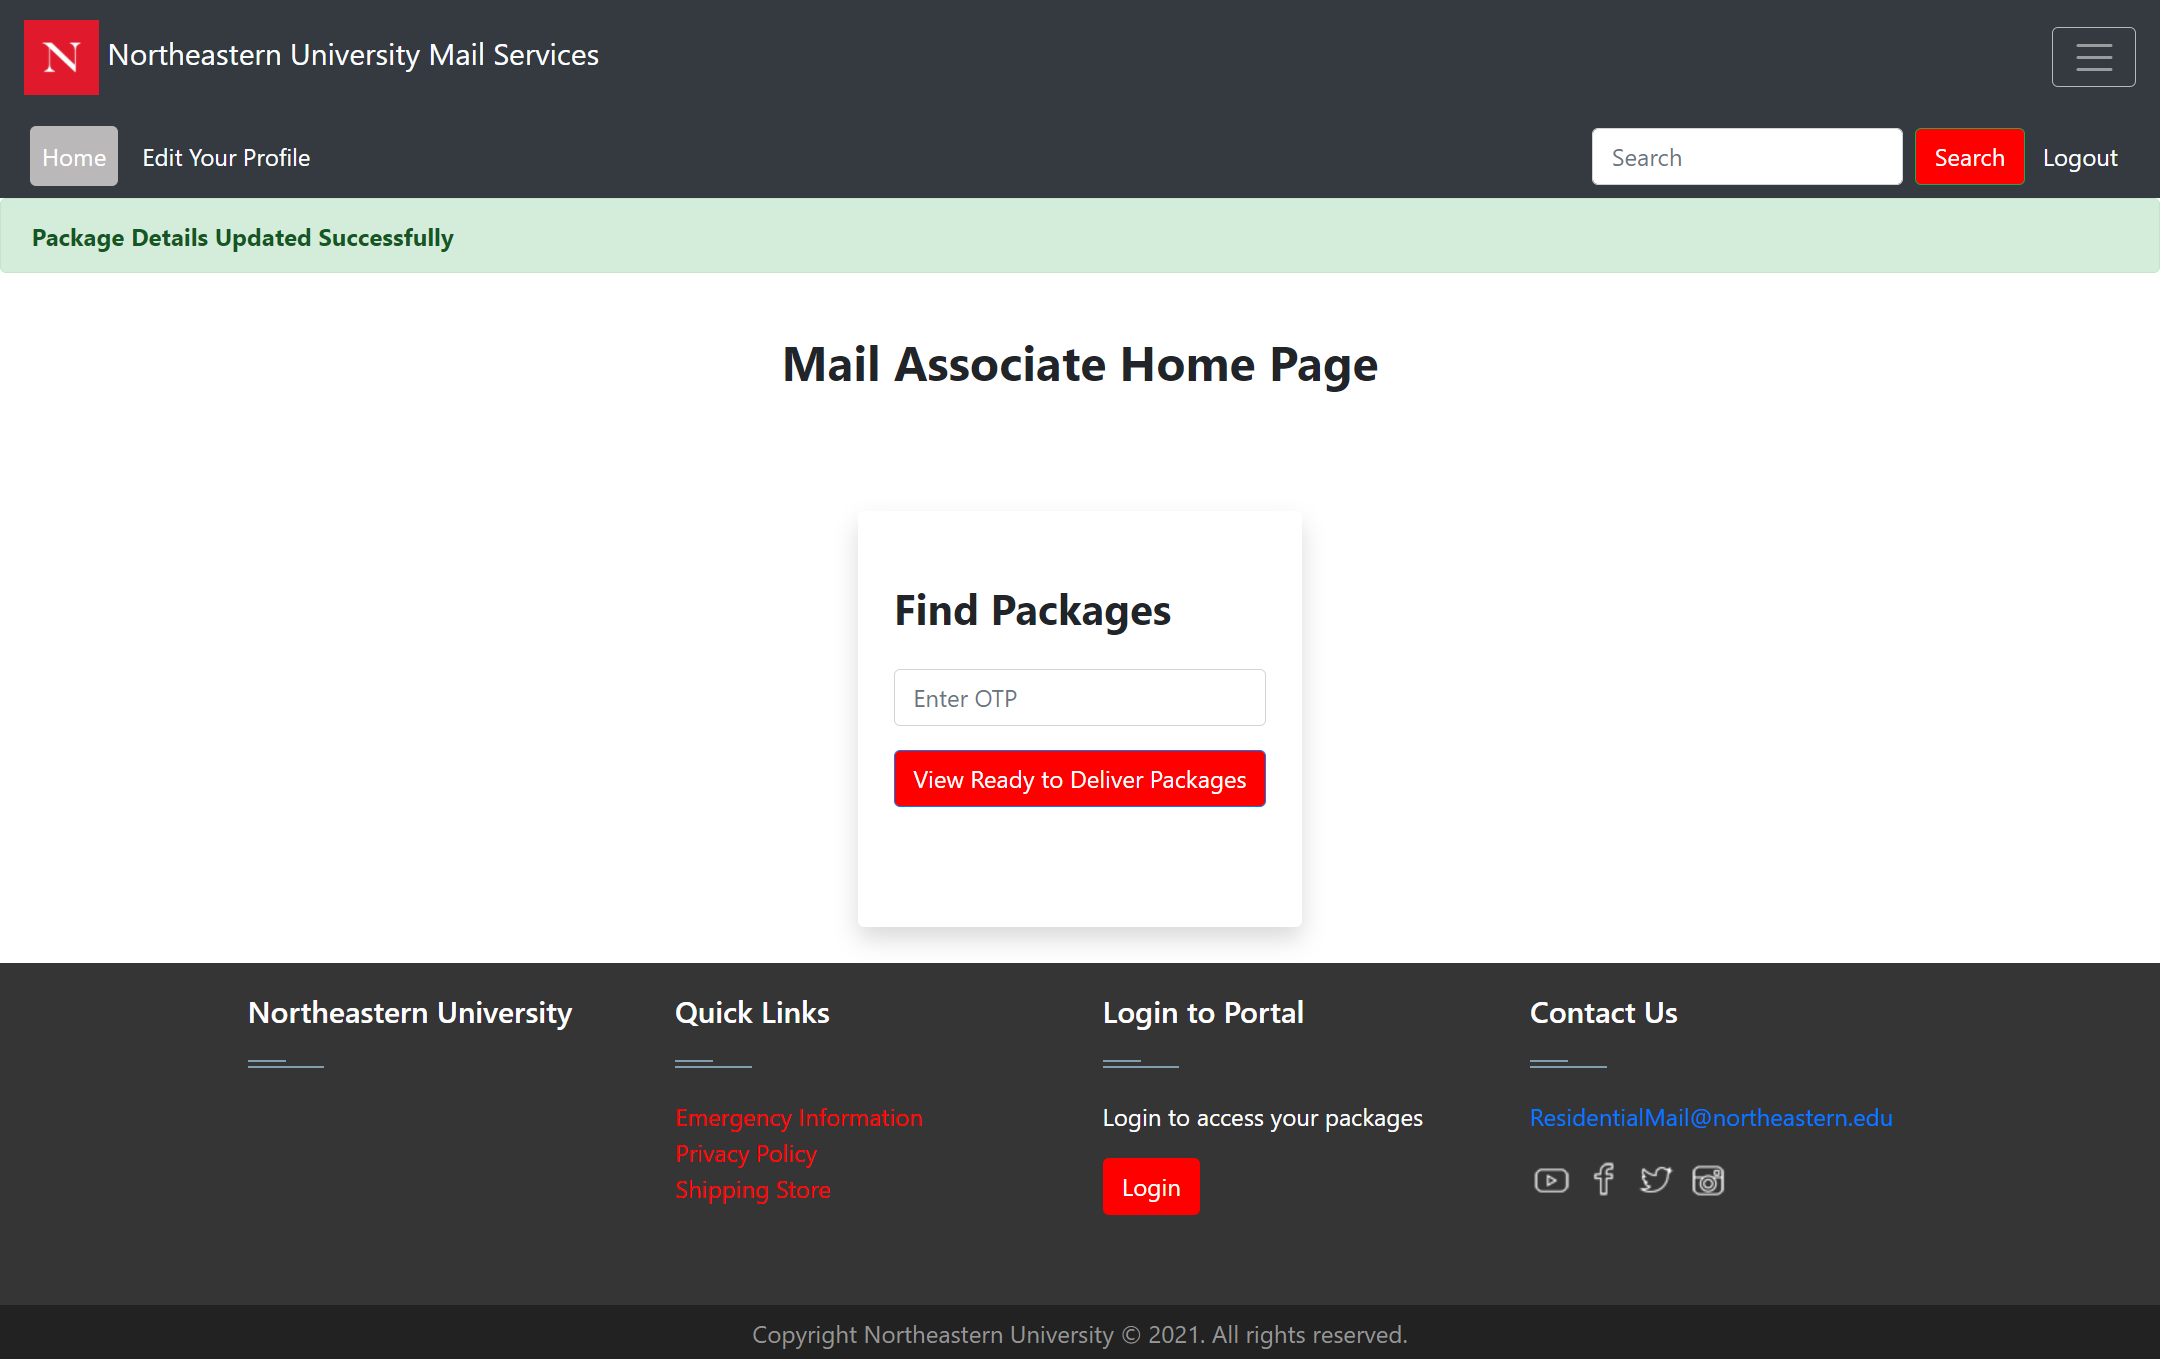 N Northeastern University Mail Services
Home Edit Your Profile Search Search Logout
Package Details Updated Successfully
Mail Associate Home Page
Find Packages
Enter OTP
View Ready to Deliver Packages
Northeastern University
Quick Links
Emergency Information
Privacy Policy
Shipping Store
Login to Portal
Login to access your packages
Login
Contact Us
ResidentialMail@northeastern.edu
Copyright Northeastern University © 2021. All rights reserved.